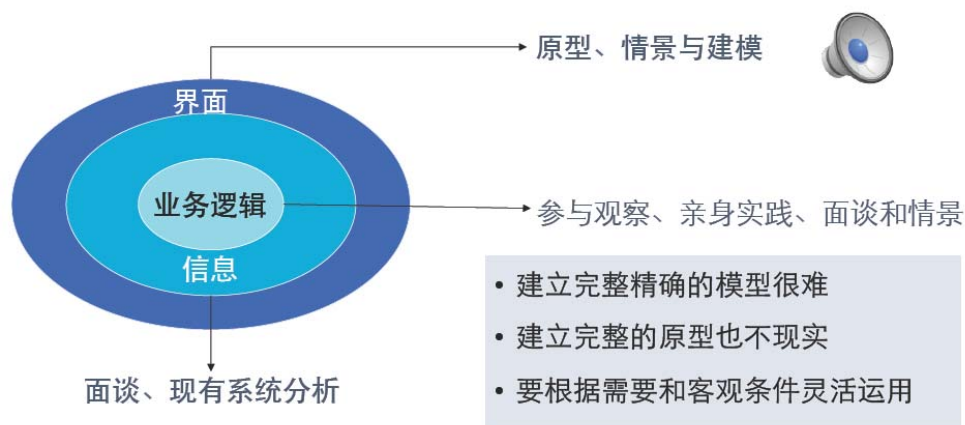 原型、情景与建模
界面
业务逻辑
参与观察、亲身实践、面谈和情景
信息
• 建立完整精确的模型很难
• 建立完整的原型也不现实
• 要根据需要和客观条件灵活运用
面谈、现有系统分析